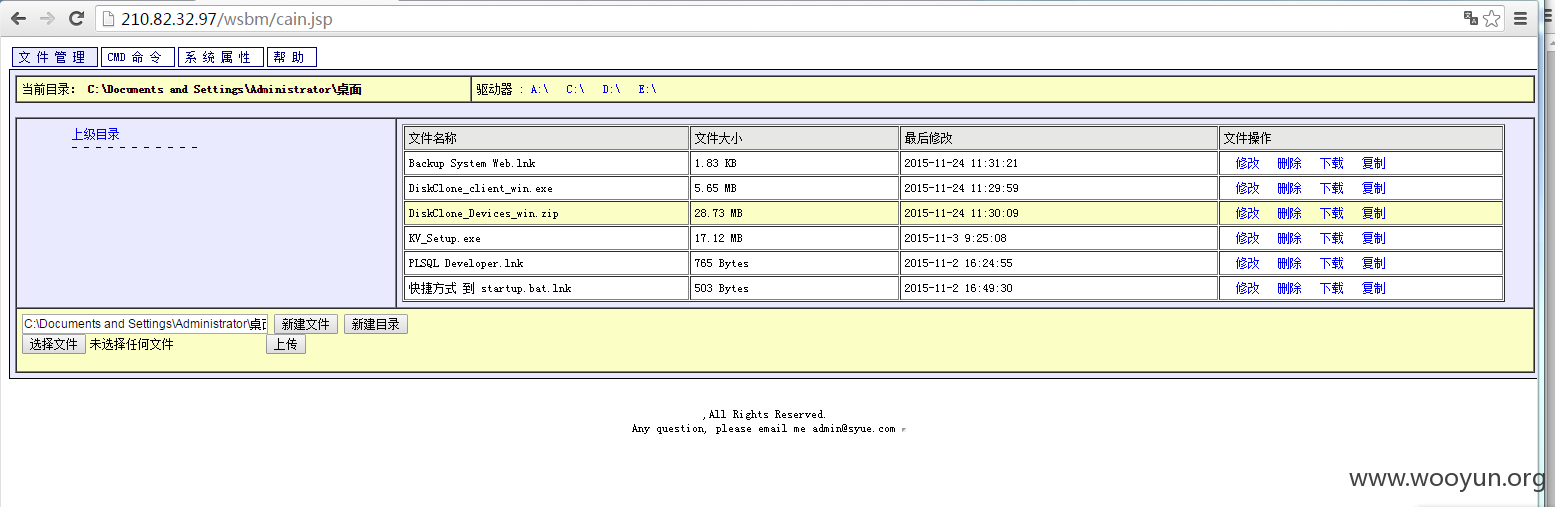 210.82.32.97/wsbm/cain.jsp
文 件 管 理 CMD 命 令 系 统 属 性 帮 助
当前目录: C:\Documents and Settings\Administrator\桌面 驱动器 : A:\ C:\ D:\ E:\
上级目录
- - - - - - - - - - -
文件名称 文件大小 最后修改 文件操作
Backup System Web.lnk 1.83 KB 2015-11-24 11:31:21 修改 删除 下载 复制
DiskClone_client_win.exe 5.65 MB 2015-11-24 11:29:59 修改 删除 下载 复制
DiskClone_Devices_win.zip 28.73 MB 2015-11-24 11:30:09 修改 删除 下载 复制
KV_Setup.exe 17.12 MB 2015-11-3 9:25:08 修改 删除 下载 复制
PLSQL Developer.lnk 765 Bytes 2015-11-2 16:24:55 修改 删除 下载 复制
快捷方式 到 startup.bat.lnk 503 Bytes 2015-11-2 16:49:30 修改 删除 下载 复制
C:\Documents and Settings\Administrator\桌面 新建文件 新建目录
选择文件 未选择任何文件 上传
,All Rights Reserved.
Any question, please email me admin@syue.com
www.wooyun.org